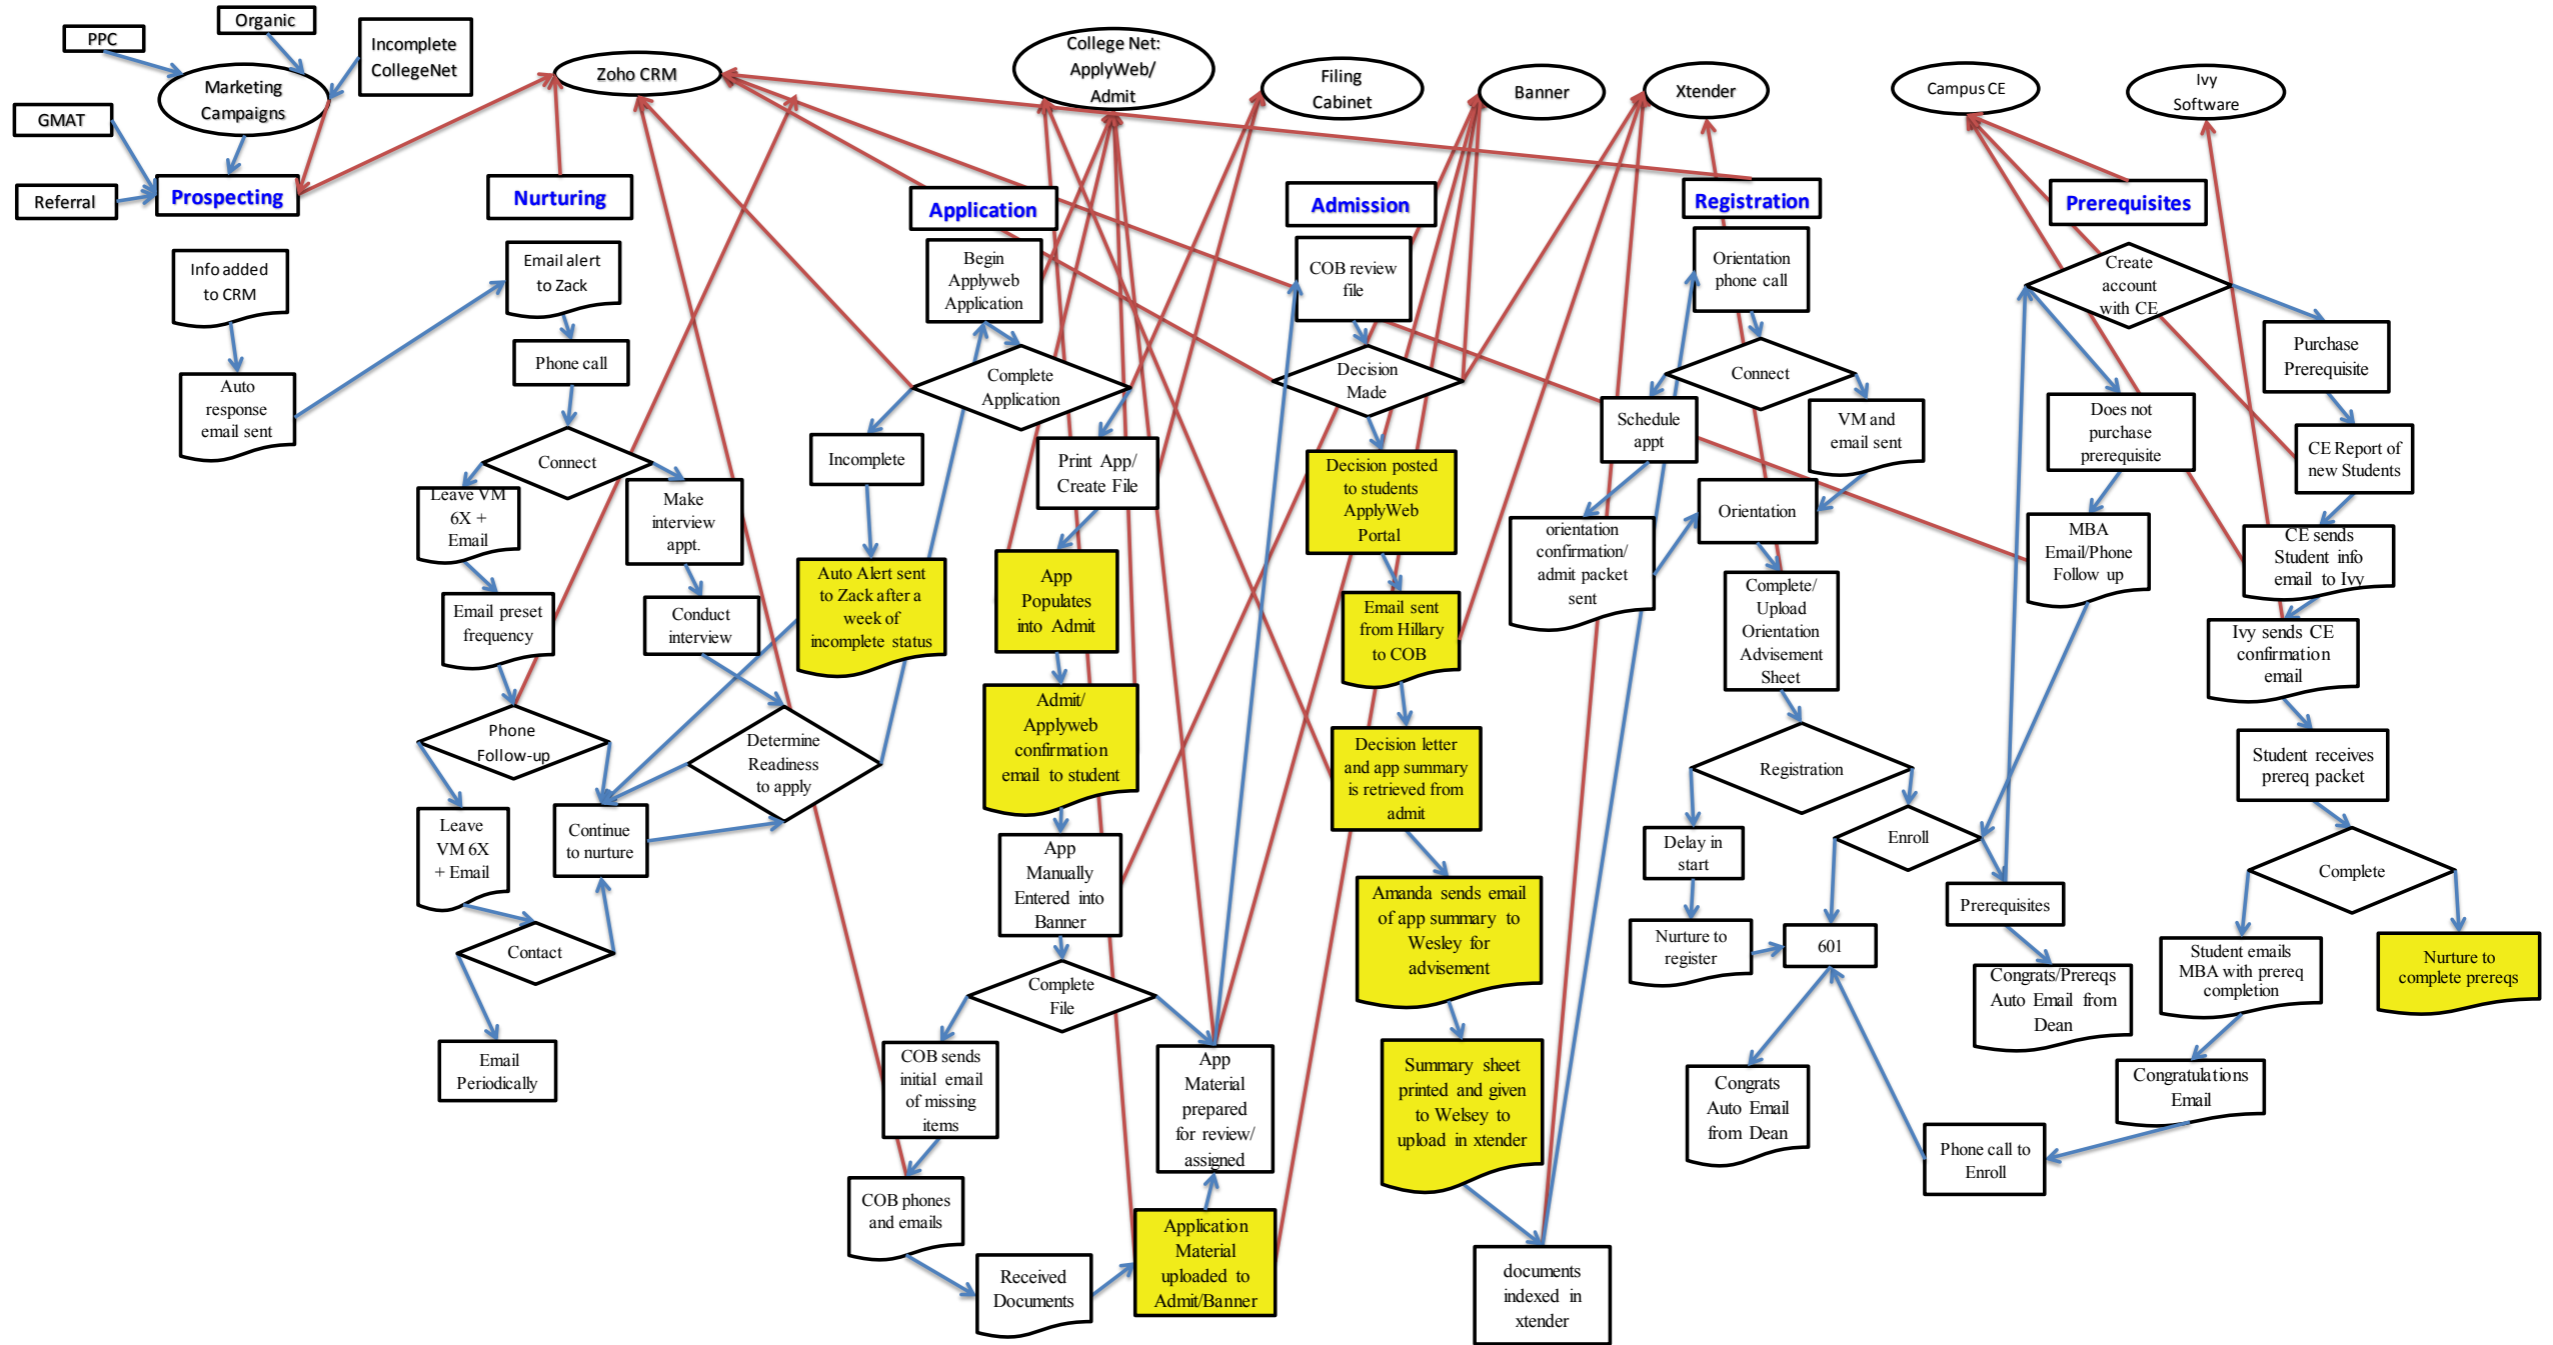 PPC
Organic
Incomplete
CollegeNet
Marketing
Campaigns
GMAT
Referral
Zoho CRM
College Net:
ApplyWeb/
Admit
Filing
Cabinet
Banner
Xtender
Campus CE
Ivy
Software
Prospecting
Nurturing
Application
Admission
Registration
Prerequisites
Info added
to CRM
Auto
response
email sent
Email alert
to Zack
Phone call
Connect
Leave VM
6X +
Email
Make
interview
appt.
Email preset
frequency
Conduct
interview
Phone
Follow-up
Determine
Readiness
to apply
Leave
VM 6X
+ Email
Continue
to nurture
Contact
Email
Periodically
Begin
Applyweb
Application
Complete
Application
Incomplete
Print App/
Create File
Auto Alert sent
to Zack after a
week of
incomplete status
App
Populates
into Admit
Admit/
Applyweb
confirmation
email to student
App
Manually
Entered into
Banner
Complete
File
COB sends
initial email
of missing
items
App
Material
prepared
for review/
assigned
COB phones
and emails
Received
Documents
Application
Material
uploaded to
Admit/Banner
COB review
file
Decision
Made
Decision posted
to students
ApplyWeb
Portal
Email sent
from Hillary
to COB
Decision letter
and app summary
is retrieved from
admit
Amanda sends email
of app summary to
Wesley for
advisement
Summary sheet
printed and given
to Welsey to
upload in xtender
documents
indexed in
xtender
Orientation
phone call
Connect
Schedule
appt
VM and
email sent
orientation
confirmation/
admit packet
sent
Orientation
Complete/
Upload
Orientation
Advisement
Sheet
Registration
Delay in
start
Enroll
Nurture to
register
601
Prerequisites
Congrats
Auto Email
from Dean
Congrats/Prereqs
Auto Email from
Dean
Phone call to
Enroll
Create
account
with CE
Purchase
Prerequisite
Does not
purchase
prerequisite
CE Report of
new Students
MBA
Email/Phone
Follow up
CE sends
Student info
email to Ivy
Ivy sends CE
confirmation
email
Student receives
prereq packet
Complete
Student emails
MBA with prereq
completion
Nurture to
complete prereqs
Congratulations
Email